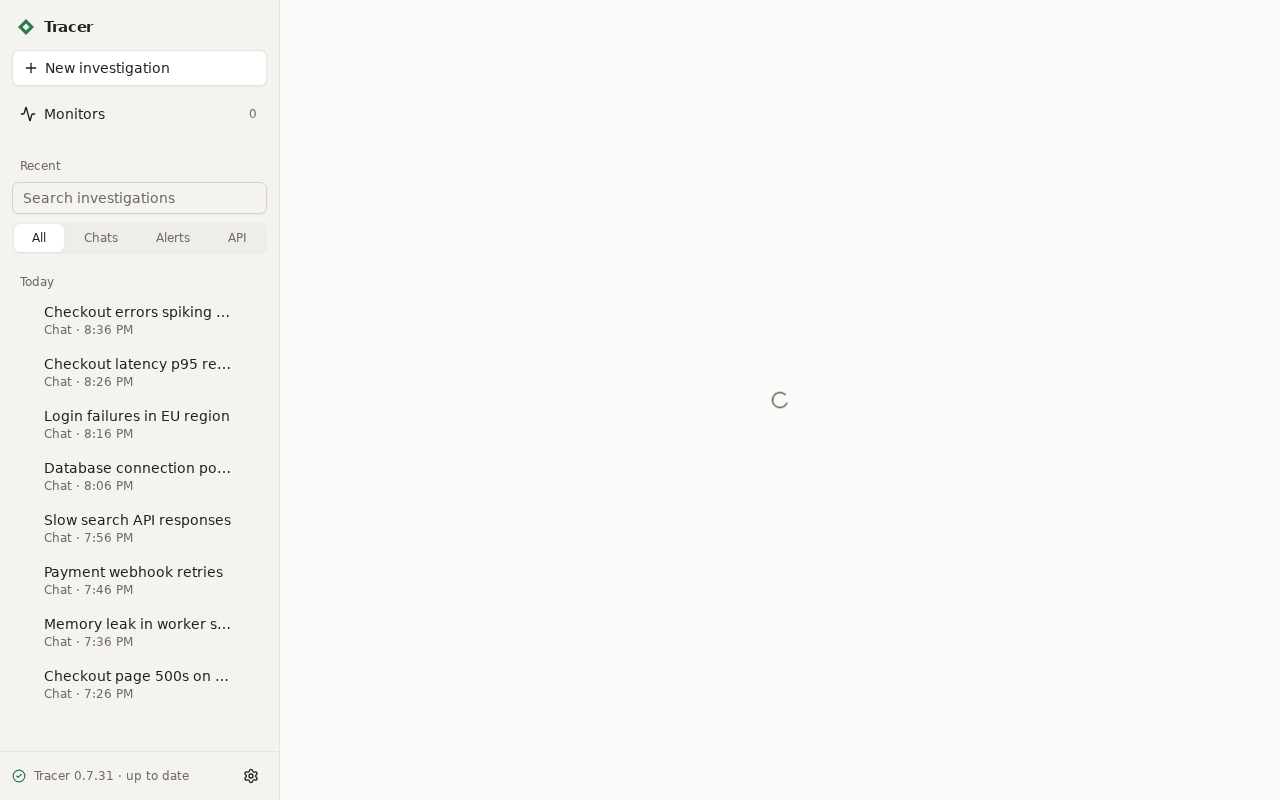 Tracer
New investigation
Monitors 0
Recent
Search investigations
All Chats Alerts API
Today
Checkout errors spiking …
Chat · 8:36 PM
Checkout latency p95 re…
Chat · 8:26 PM
Login failures in EU region
Chat · 8:16 PM
Database connection po…
Chat · 8:06 PM
Slow search API responses
Chat · 7:56 PM
Payment webhook retries
Chat · 7:46 PM
Memory leak in worker s…
Chat · 7:36 PM
Checkout page 500s on …
Chat · 7:26 PM
Tracer 0.7.31 · up to date